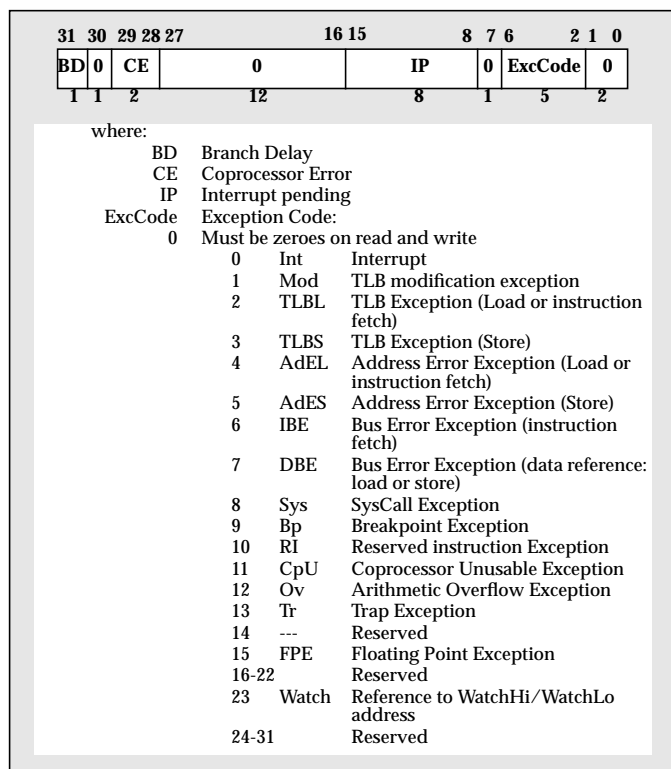 31 30 29 28 27 16 15 8 7 6 2 1 0
BD 0 CE 0 IP 0 ExcCode 0
1 1 2 12 8 1 5 2
where:
BD Branch Delay
CE Coprocessor Error
IP Interrupt pending
ExcCode Exception Code:
0 Must be zeroes on read and write
0 Int Interrupt
1 Mod TLB modification exception
2 TLBL TLB Exception (Load or instruction
fetch)
3 TLBS TLB Exception (Store)
4 AdEL Address Error Exception (Load or
instruction fetch)
5 AdES Address Error Exception (Store)
6 IBE Bus Error Exception (instruction
fetch)
7 DBE Bus Error Exception (data reference:
load or store)
8 Sys SysCall Exception
9 Bp Breakpoint Exception
10 RI Reserved instruction Exception
11 CpU Coprocessor Unusable Exception
12 Ov Arithmetic Overflow Exception
13 Tr Trap Exception
14 --- Reserved
15 FPE Floating Point Exception
16-22 Reserved
23 Watch Reference to WatchHi/WatchLo
address
24-31 Reserved